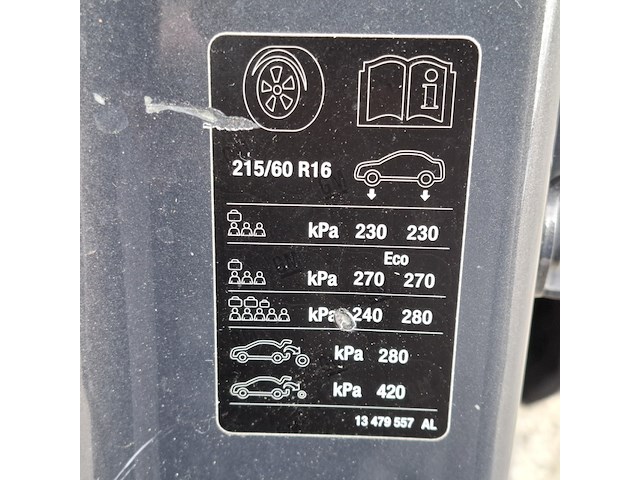 215/60 R16
kPa 230 230
Eco
kPa 270 270
kPa 240 280
kPa 280
kPa 420
13 479 557 AL